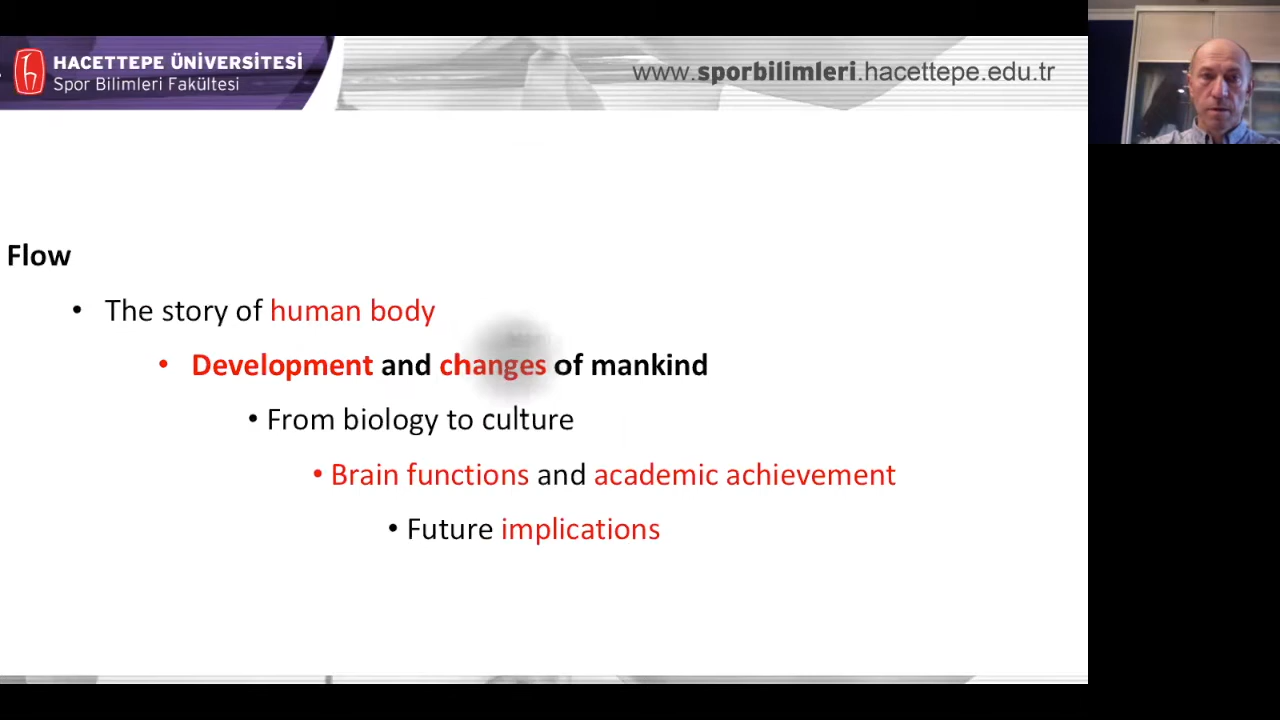 HACETTEPE ÜNİVERSİTESİ
Spor Bilimleri Fakültesi
www.sporbilimleri.hacettepe.edu.tr
Flow
• The story of human body
• Development and changes of mankind
• From biology to culture
• Brain functions and academic achievement
• Future implications